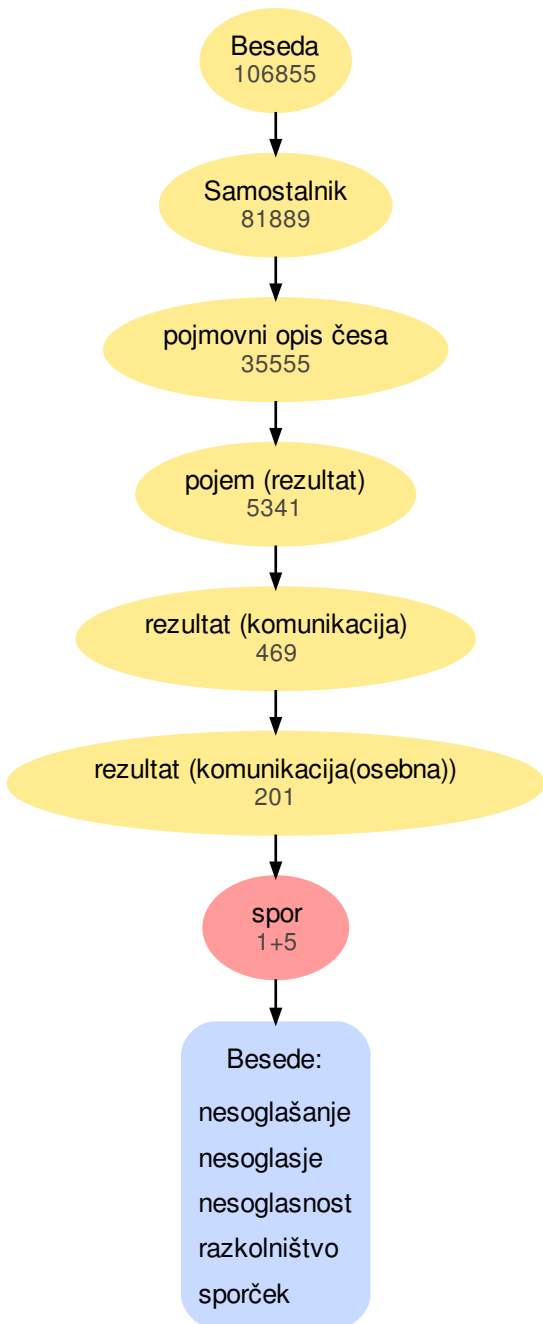 Beseda
106855
Samostalnik
81889
pojmovni opis česa
35555
pojem (rezultat)
5341
rezultat (komunikacija)
469
rezultat (komunikacija(osebna))
201
spor
1+5
Besede:
nesoglašanje
nesoglasje
nesoglasnost
razkolništvo
sporček